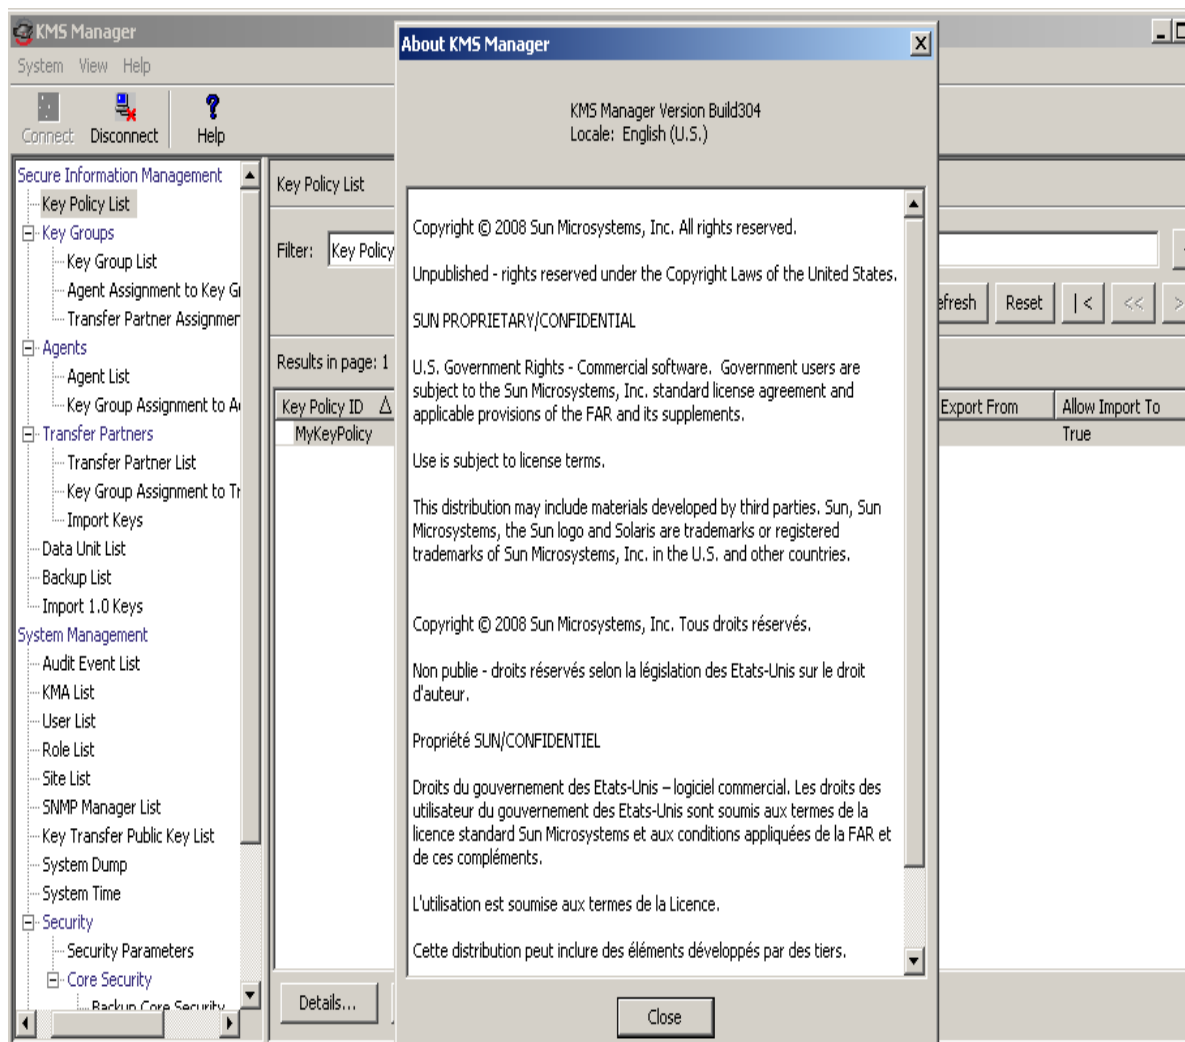 KMS Manager
System View Help
Connect Disconnect Help
Secure Information Management
Key Policy List
Key Groups
Key Group List
Agent Assignment to Key Gr
Transfer Partner Assignmer
Agents
Agent List
Key Group Assignment to A
Transfer Partners
Transfer Partner List
Key Group Assignment to Tr
Import Keys
Data Unit List
Backup List
Import 1.0 Keys
System Management
Audit Event List
KMA List
User List
Role List
Site List
SNMP Manager List
Key Transfer Public Key List
System Dump
System Time
Security
Security Parameters
Core Security
Backup Core Security
Key Policy List
Filter: Key Policy
efresh Reset |< << >
Results in page: 1
Key Policy ID Export From Allow Import To
MyKeyPolicy True
Details...
About KMS Manager
KMS Manager Version Build304
Locale: English (U.S.)
Copyright © 2008 Sun Microsystems, Inc. All rights reserved.
Unpublished - rights reserved under the Copyright Laws of the United States.
SUN PROPRIETARY/CONFIDENTIAL
U.S. Government Rights - Commercial software. Government users are
subject to the Sun Microsystems, Inc. standard license agreement and
applicable provisions of the FAR and its supplements.
Use is subject to license terms.
This distribution may include materials developed by third parties. Sun, Sun
Microsystems, the Sun logo and Solaris are trademarks or registered
trademarks of Sun Microsystems, Inc. in the U.S. and other countries.
Copyright © 2008 Sun Microsystems, Inc. Tous droits réservés.
Non publie - droits réservés selon la législation des Etats-Unis sur le droit
d'auteur.
Propriété SUN/CONFIDENTIEL
Droits du gouvernement des Etats-Unis – logiciel commercial. Les droits des
utilisateur du gouvernement des Etats-Unis sont soumis aux termes de la
licence standard Sun Microsystems et aux conditions appliquées de la FAR et
de ces compléments.
L'utilisation est soumise aux termes de la Licence.
Cette distribution peut inclure des éléments développés par des tiers.
Close